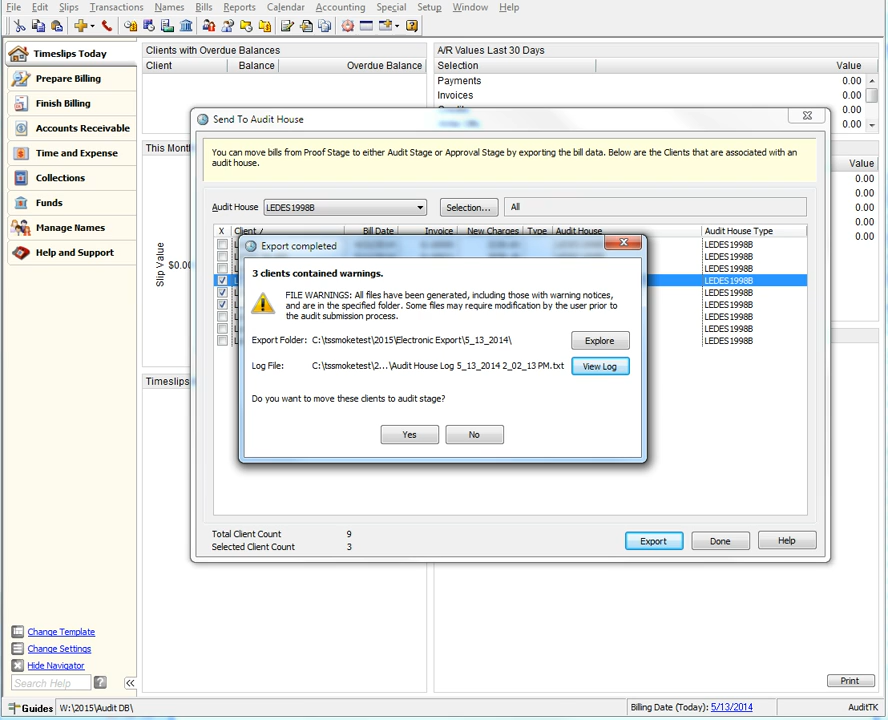 File Edit Slips Transactions Names Bills Reports Calendar Accounting Special Setup Window Help
Timeslips Today
Prepare Billing
Finish Billing
Accounts Receivable
Time and Expense
Collections
Funds
Manage Names
Help and Support
Clients with Overdue Balances
Client Balance Overdue Balance
A/R Values Last 30 Days
Selection Value
Payments 0.00
Invoices 0.00
0.00
0.00
This Mont
Slip Value
$0.00
Timeslips
Value
0.00
0.00
0.00
0.00
0.00
Send To Audit House
You can move bills from Proof Stage to either Audit Stage or Approval Stage by exporting the bill data. Below are the Clients that are associated with an
audit house.
Audit House LEDES1998B Selection... All
X Client / Bill Date Invoice New Charges Type Audit House Audit House Type
LEDES1998B
LEDES1998B
LEDES1998B
LEDES1998B
LEDES1998B
LEDES1998B
LEDES1998B
LEDES1998B
LEDES1998B
Export completed
3 clients contained warnings.
FILE WARNINGS: All files have been generated, including those with warning notices,
and are in the specified folder. Some files may require modification by the user prior to
the audit submission process.
Export Folder: C:\tssmoketest\2015\Electronic Export\5_13_2014\ Explore
Log File: C:\tssmoketest\2...\Audit House Log 5_13_2014 2_02_13 PM.txt View Log
Do you want to move these clients to audit stage?
Yes No
Total Client Count 9
Selected Client Count 3
Export Done Help
Change Template
Change Settings
Hide Navigator
Search Help ? <<
Print
Guides W:\2015\Audit DB\ Billing Date (Today): 5/13/2014 AuditTK